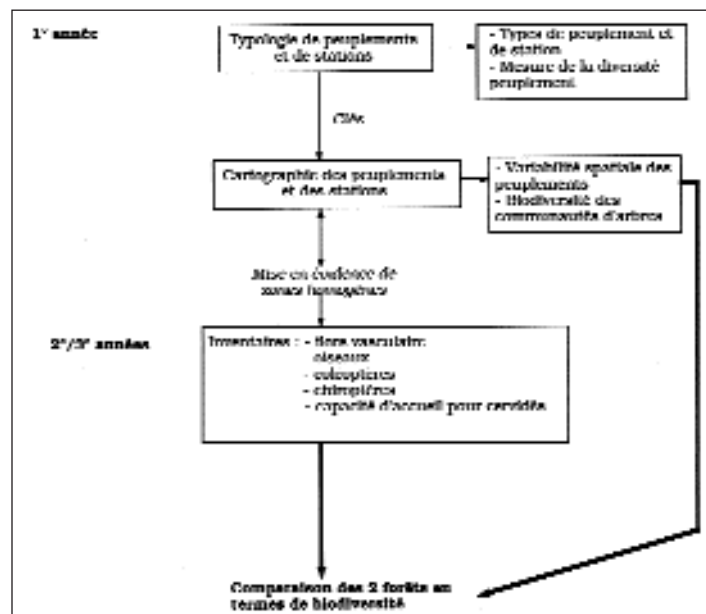 1e année
Typologie de peuplements
et de stations
- Types de peuplement et
de station
- Mesure de la diversité
peuplement
Clés
Cartographie des peuplements
et des stations
- Variabilité spatiale des
peuplements
- Biodiversité des
communautés d'arbres
Mise en évidence de
zones homogènes
2e/3e années
Inventaires : - flore vasculaire
oiseaux
- coléoptères
- chiroptères
- capacité d'accueil pour cervidés
Comparaison des 2 forêts en
termes de biodiversité